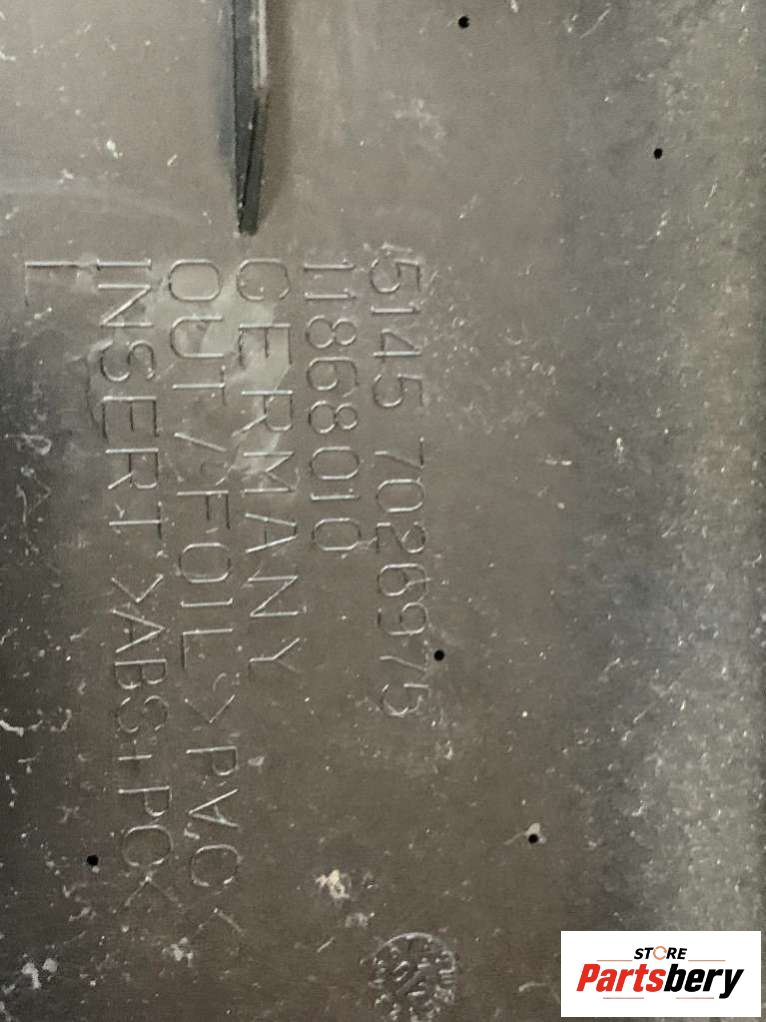 5145 7026975
11868010
GERMANY
OUT/FOIL >PVC<
INSERT >ABS+PC<
L
STORE
Partsbery